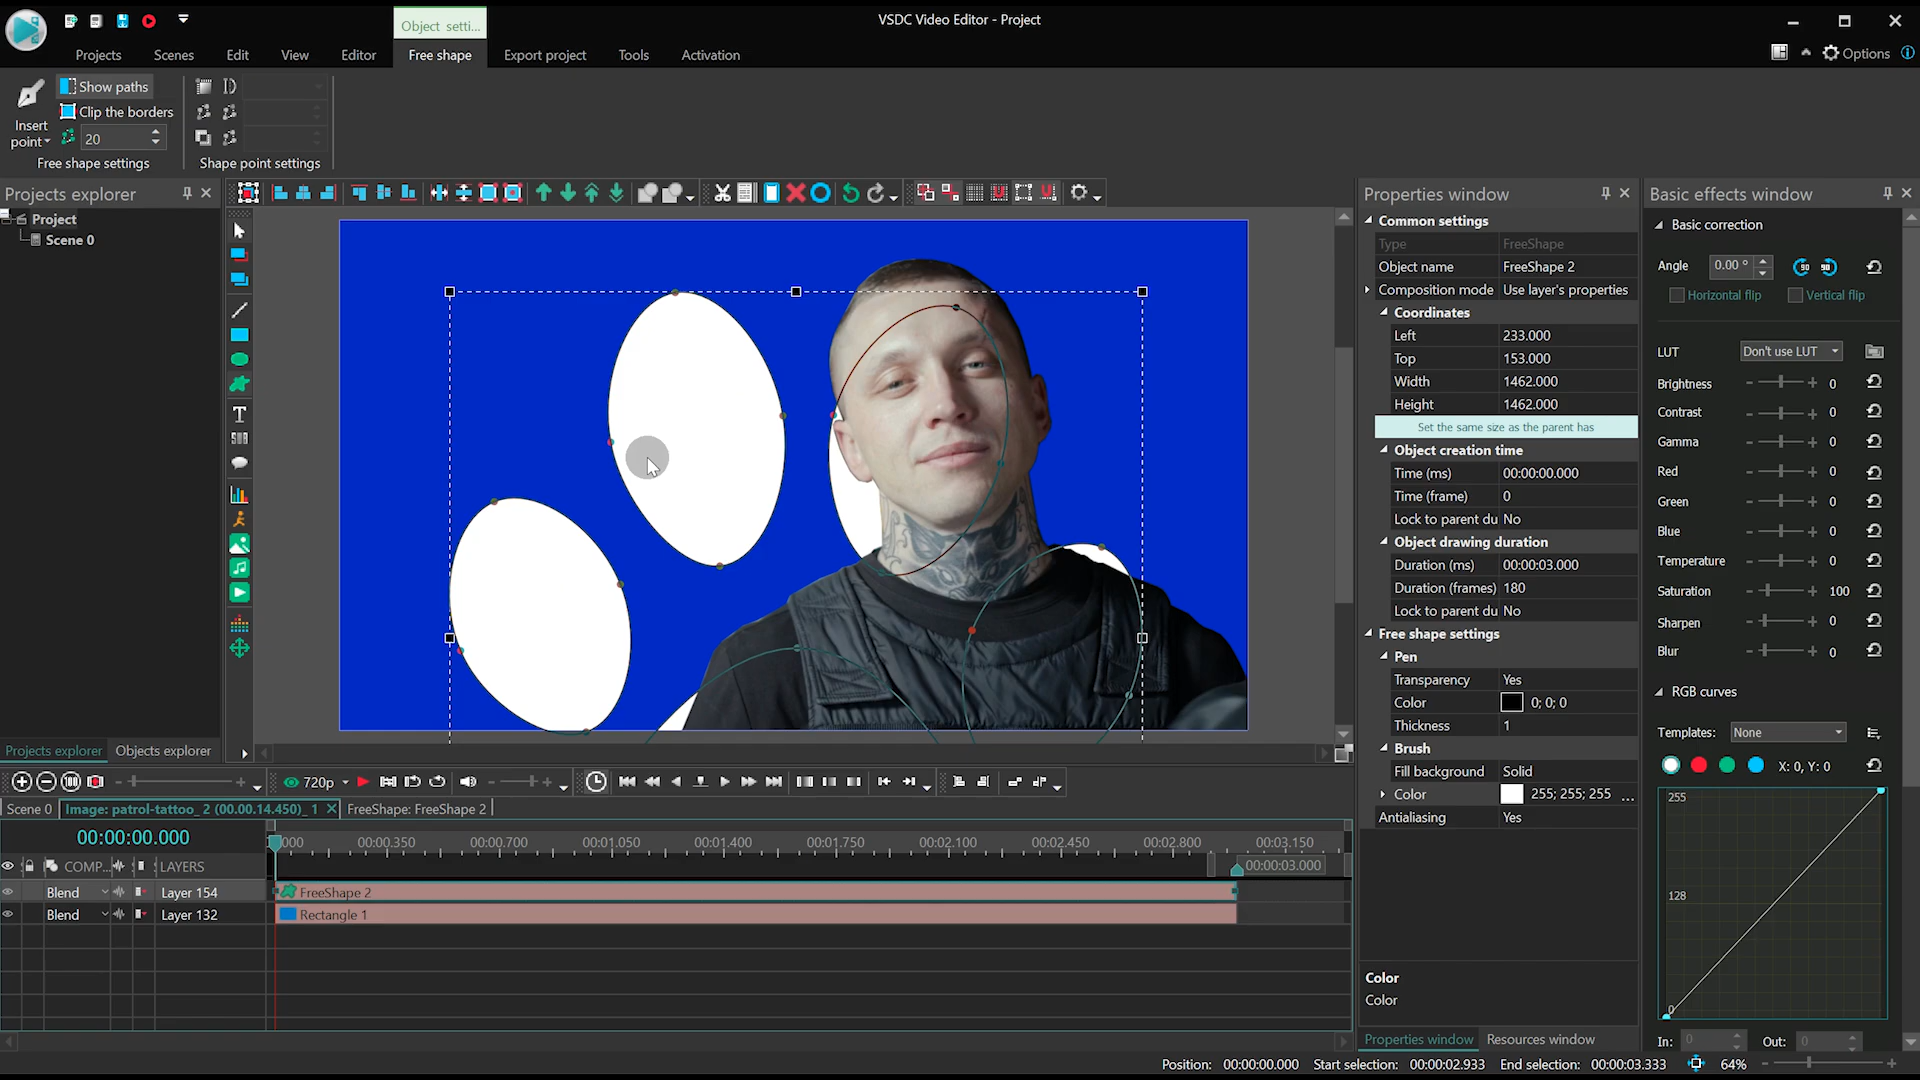 Object setti...
VSDC Video Editor - Project
Projects
Scenes
Edit
View
Editor
Free shape
Export project
Tools
Activation
Options
Show paths
Clip the borders
Insert point
20
Free shape settings
Shape point settings
Projects explorer
Project
Scene 0
Projects explorer
Objects explorer
Properties window
Common settings
Type FreeShape
Object name FreeShape 2
Composition mode Use layer's properties
Coordinates
Left 233.000
Top 153.000
Width 1462.000
Height 1462.000
Set the same size as the parent has
Object creation time
Time (ms) 00:00:00.000
Time (frame) 0
Lock to parent du No
Object drawing duration
Duration (ms) 00:00:03.000
Duration (frames) 180
Lock to parent du No
Free shape settings
Pen
Transparency Yes
Color 0; 0; 0
Thickness 1
Brush
Fill background Solid
Color 255; 255; 255 ...
Antialiasing Yes
Color
Color
Properties window
Resources window
Basic effects window
Basic correction
Angle 0.00 °
90 90
Horizontal flip
Vertical flip
LUT Don't use LUT
Brightness - + 0
Contrast - + 0
Gamma - + 0
Red - + 0
Green - + 0
Blue - + 0
Temperature - + 0
Saturation - + 100
Sharpen - + 0
Blur - + 0
RGB curves
Templates: None
X: 0, Y: 0
255
128
0
In: 0 Out: 0
720p
Scene 0
Image: patrol-tattoo_ 2 (00.00.14.450)_ 1
FreeShape: FreeShape 2
00:00:00.000
000 00:00.350 00:00.700 00:01.050 00:01.400 00:01.750 00:02.100 00:02.450 00:02.800 00:03.150
00:00:03.000
COMP... LAYERS
Blend Layer 154 FreeShape 2
Blend Layer 132 Rectangle 1
Position: 00:00:00.000 Start selection: 00:00:02.933 End selection: 00:00:03.333 64%